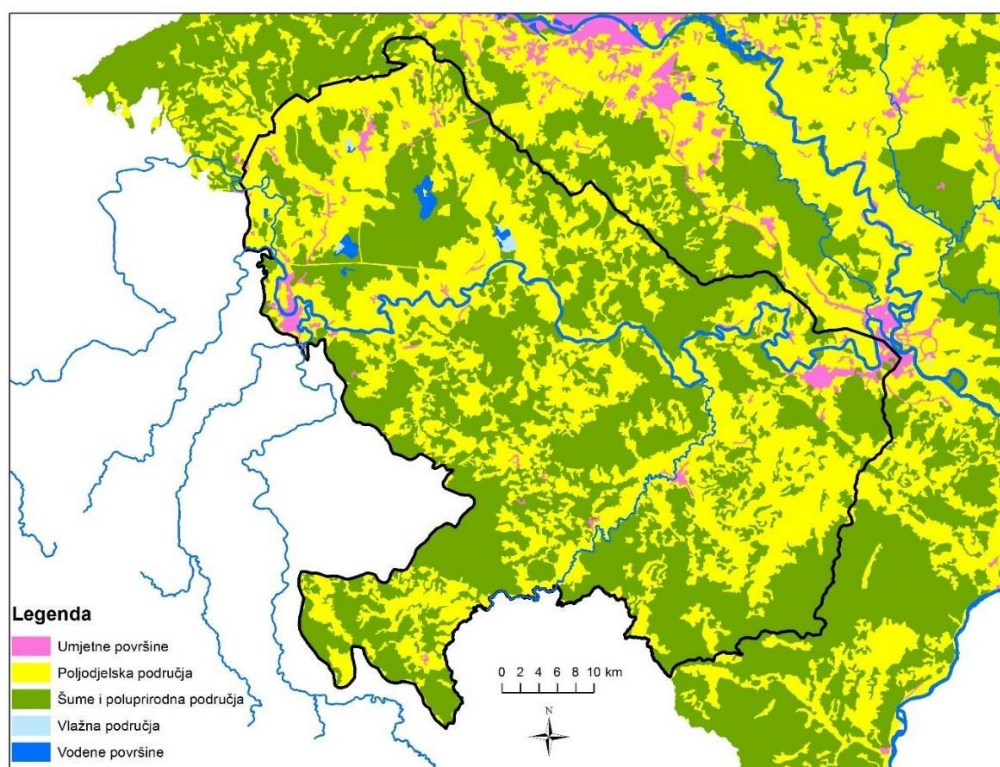 Legenda
Umjetne površine
Poljodjelska područja
Šume i poluprirodna područja
Vlažna područja
Vodene površine
0 2 4 6 8 10 km
N